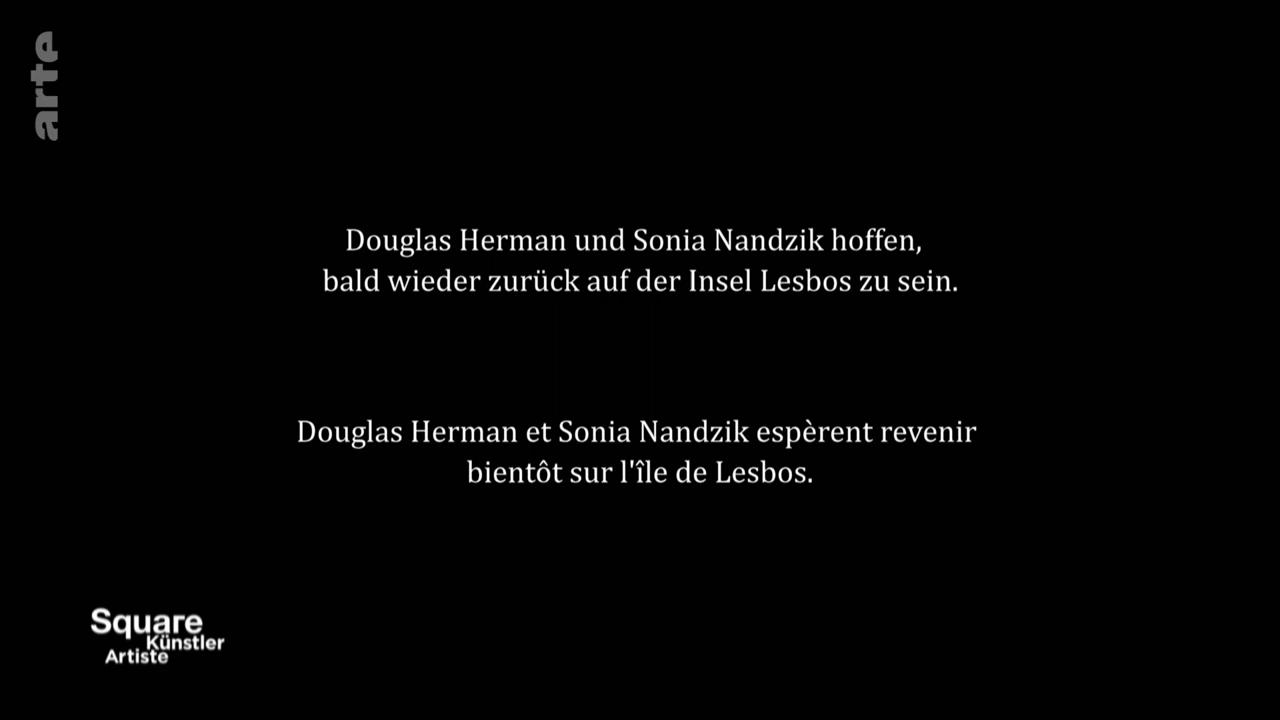 arte
Douglas Herman und Sonia Nandzik hoffen,
bald wieder zurück auf der Insel Lesbos zu sein.
Douglas Herman et Sonia Nandzik espèrent revenir
bientôt sur l'île de Lesbos.
Square
Künstler
Artiste